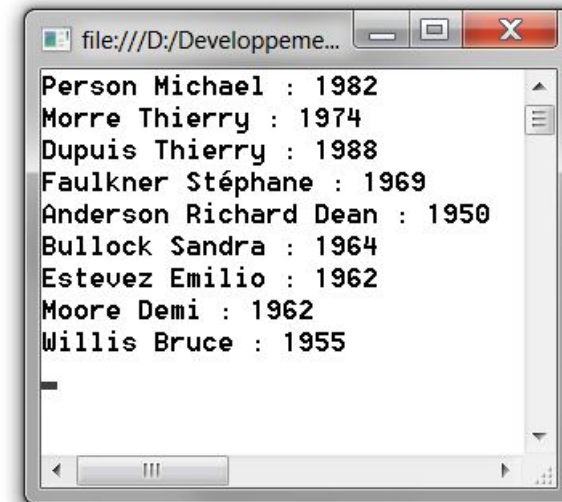 file:///D:/Developpeme...
Person Michael : 1982
Morre Thierry : 1974
Dupuis Thierry : 1988
Faulkner Stéphane : 1969
Anderson Richard Dean : 1950
Bullock Sandra : 1964
Estevez Emilio : 1962
Moore Demi : 1962
Willis Bruce : 1955